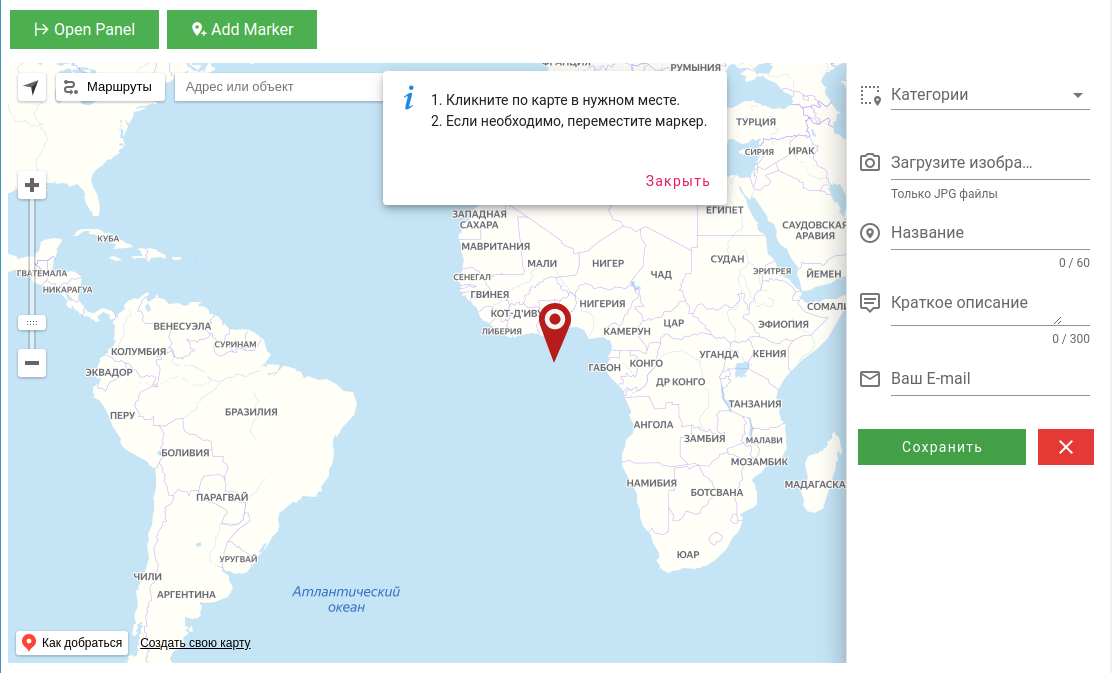 Open Panel
Add Marker
Маршруты
Адрес или объект
1. Кликните по карте в нужном месте.
2. Если необходимо, переместите маркер.
Закрыть
РУМЫНИЯ
ТУРЦИЯ
СИРИЯ
ИРАК
ЗАПАДНАЯ
САХАРА
ЕГИПЕТ
САУДОВСКАЯ
АРАВИЯ
КУБА
МАВРИТАНИЯ
МАЛИ
НИГЕР
ЧАД
СУДАН
ЭРИТРЕЯ
ЙЕМЕН
ГВАТЕМАЛА
НИКАРАГУА
СЕНЕГАЛ
ГВИНЕЯ
НИГЕРИЯ
СОМАЛИ
КОТ-Д'ИВУ
ЛИБЕРИЯ
КАМЕРУН
ЦАР
ЭФИОПИЯ
ВЕНЕСУЭЛА
СУРИНАМ
КОЛУМБИЯ
ЭКВАДОР
ГАБОН
КОНГО
УГАНДА
КЕНИЯ
ДР КОНГО
ПЕРУ
БРАЗИЛИЯ
ТАНЗАНИЯ
АНГОЛА
ЗАМБИЯ
МАЛАВИ
БОЛИВИЯ
МОЗАМБИК
НАМИБИЯ
БОТСВАНА
МАДАГАСКА
ПАРАГВАЙ
УРУГВАЙ
ЮАР
ЧИЛИ
АРГЕНТИНА
Атлантический
океан
Как добраться
Создать свою карту
Категории
Загрузите изобра...
Только JPG файлы
Название
0 / 60
Краткое описание
0 / 300
Ваш E-mail
Сохранить